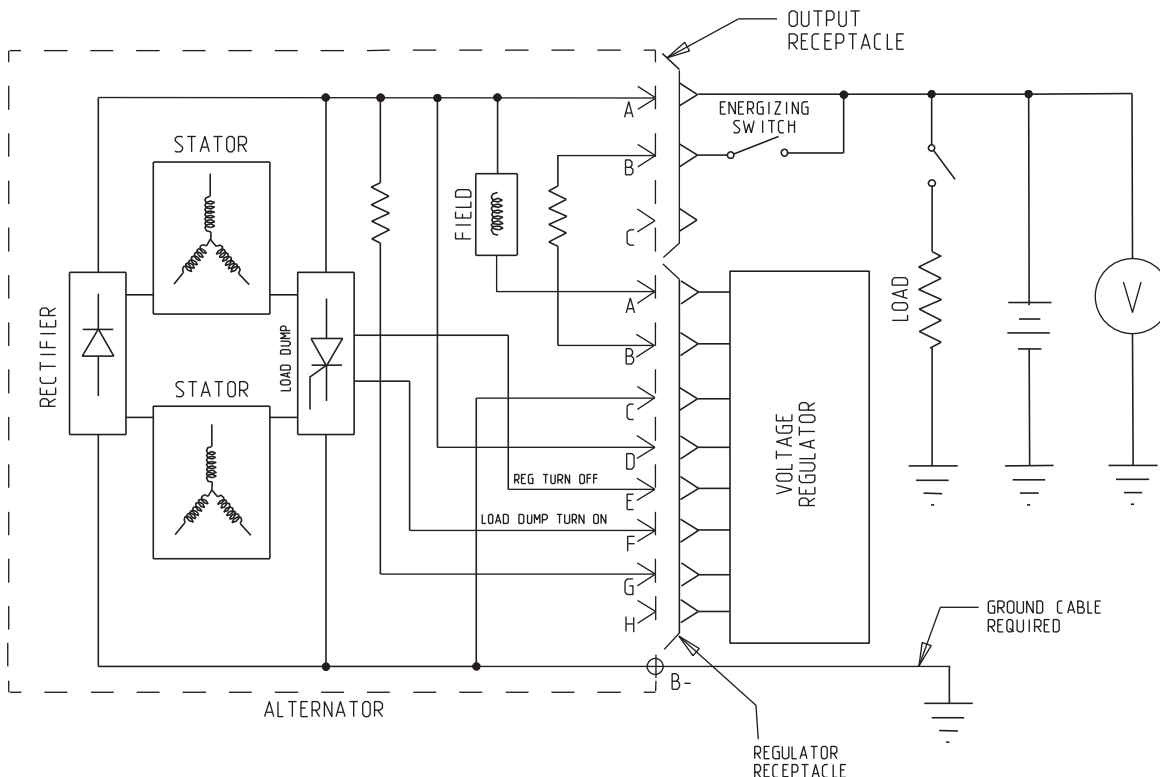 OUTPUT
RECEPTACLE
A
ENERGIZING
SWITCH
B
C
STATOR
FIELD
A
B
C
D
E
F
G
H
RECTIFIER
LOAD DUMP
STATOR
REG TURN OFF
LOAD DUMP TURN ON
VOLTAGE
REGULATOR
LOAD
V
GROUND CABLE
REQUIRED
B-
ALTERNATOR
REGULATOR
RECEPTACLE